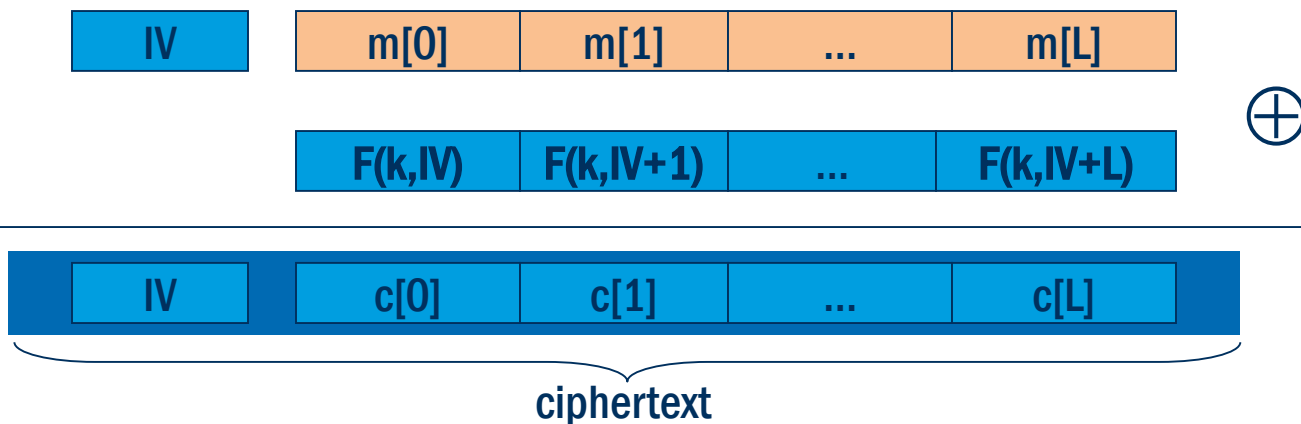 IV m[0] m[1] ... m[L]
F(k,IV) F(k,IV+1) ... F(k,IV+L)
IV c[0] c[1] ... c[L]
ciphertext